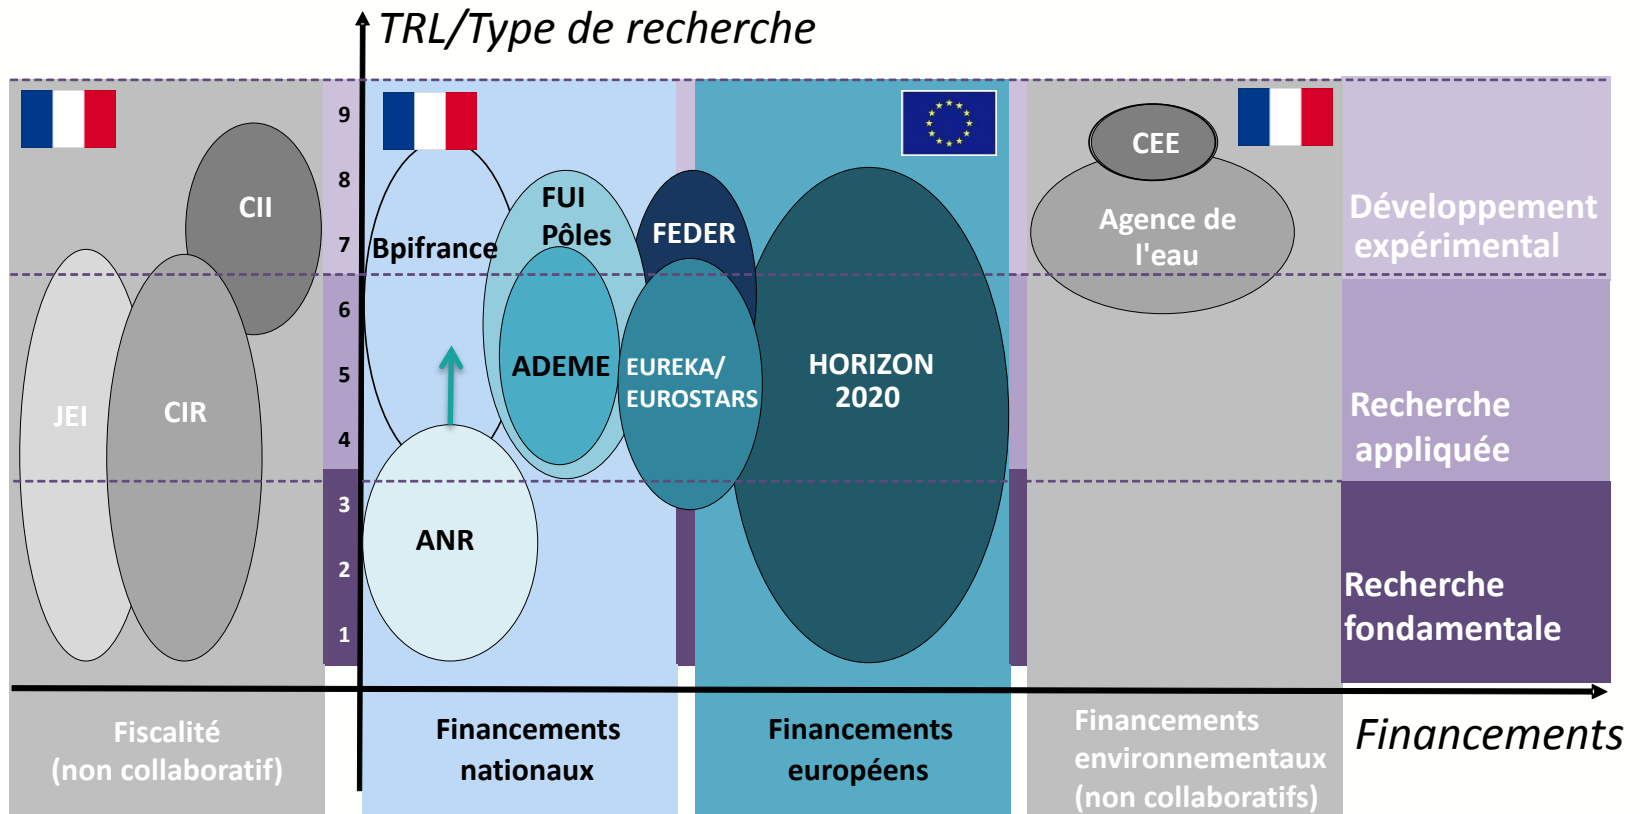 TRL/Type de recherche
9
8
7
6
5
4
3
2
1
CII
JEI
CIR
Bpifrance
FUI
Pôles
ADEME
ANR
FEDER
EUREKA/
EUROSTARS
HORIZON
2020
CEE
Agence de
l'eau
Développement
expérimental
Recherche
appliquée
Recherche
fondamentale
Fiscalité
(non collaboratif)
Financements
nationaux
Financements
européens
Financements
environnementaux
(non collaboratifs)
Financements